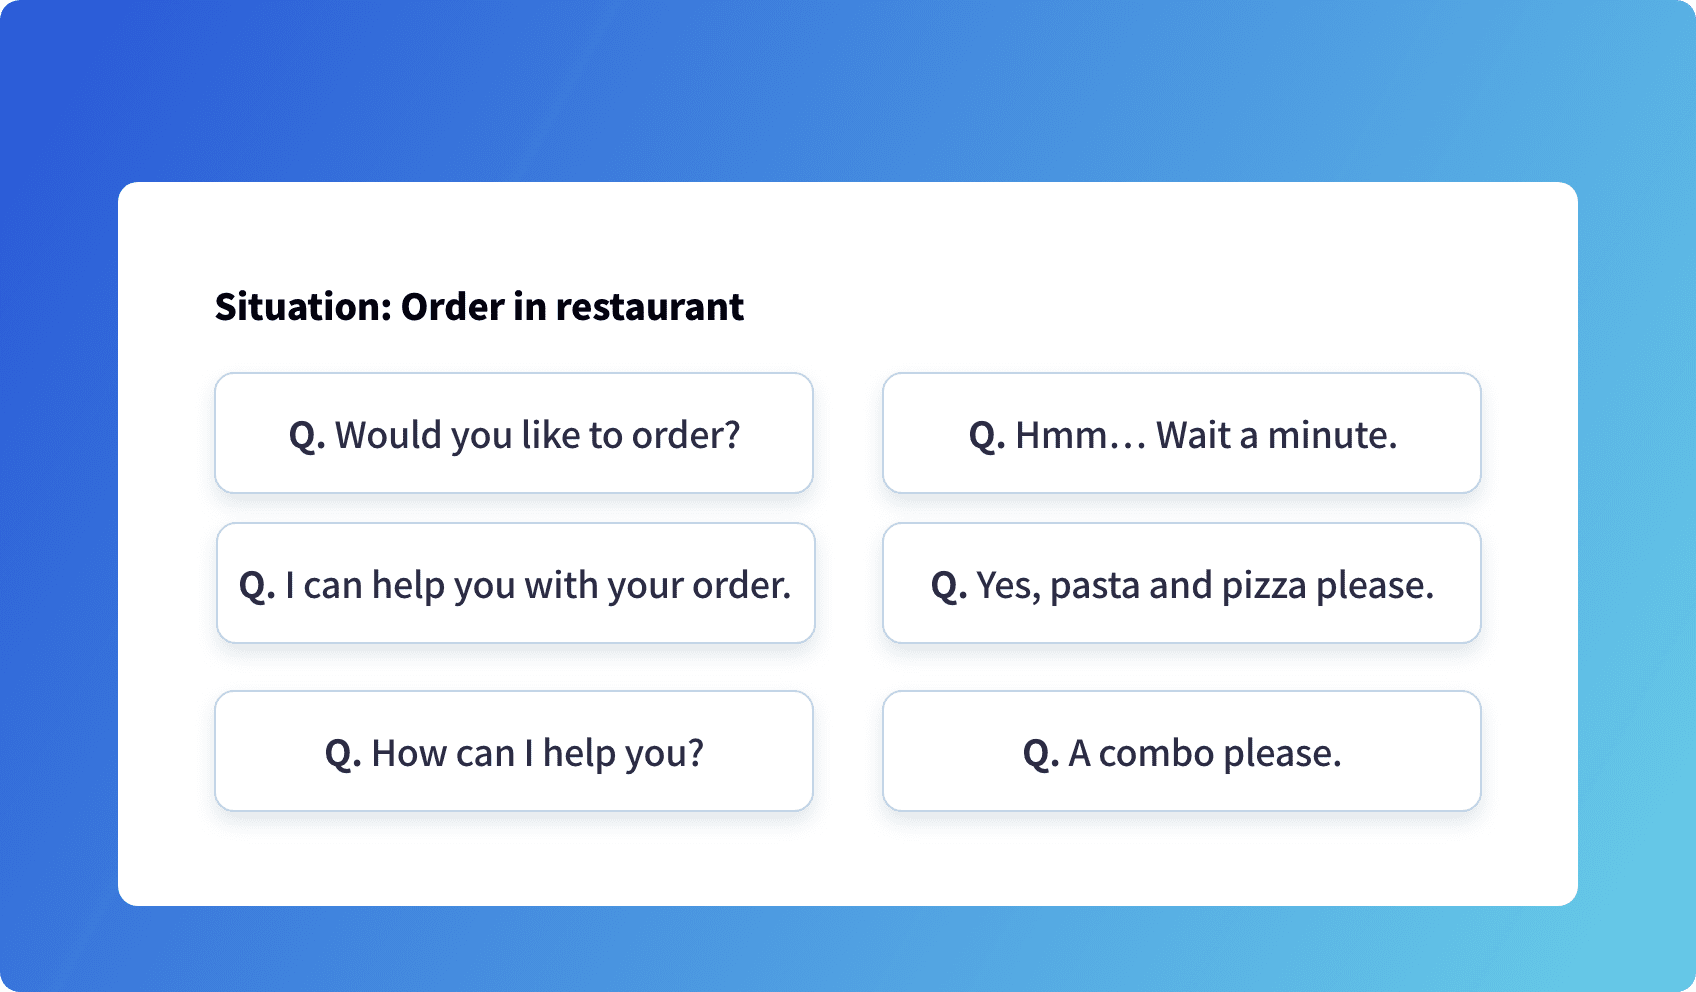 Situation: Order in restaurant
Q. Would you like to order?
Q. Hmm… Wait a minute.
Q. I can help you with your order.
Q. Yes, pasta and pizza please.
Q. How can I help you?
Q. A combo please.